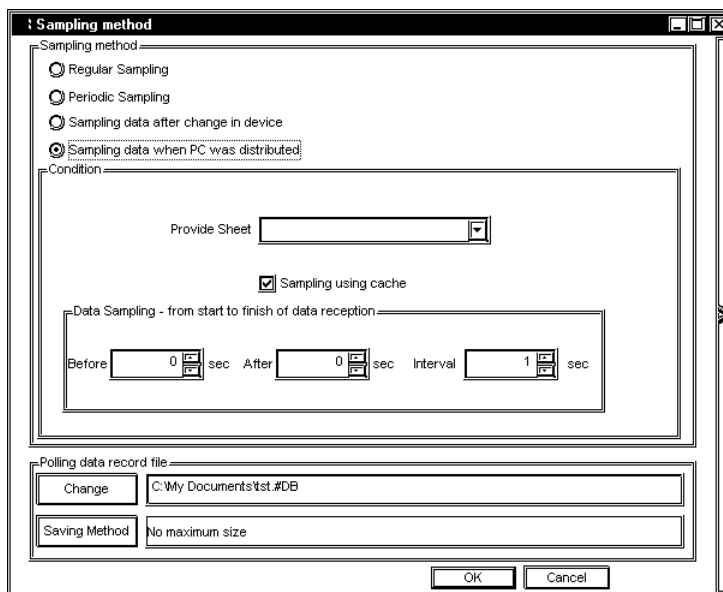 Sampling method
Sampling method
Regular Sampling
Periodic Sampling
Sampling data after change in device
Sampling data when PC was distributed
Condition
Provide Sheet
Sampling using cache
Data Sampling - from start to finish of data reception
Before 0 sec After 0 sec Interval 1 sec
Polling data record file
Change C:\My Documents\tst.#DB
Saving Method No maximum size
OK Cancel